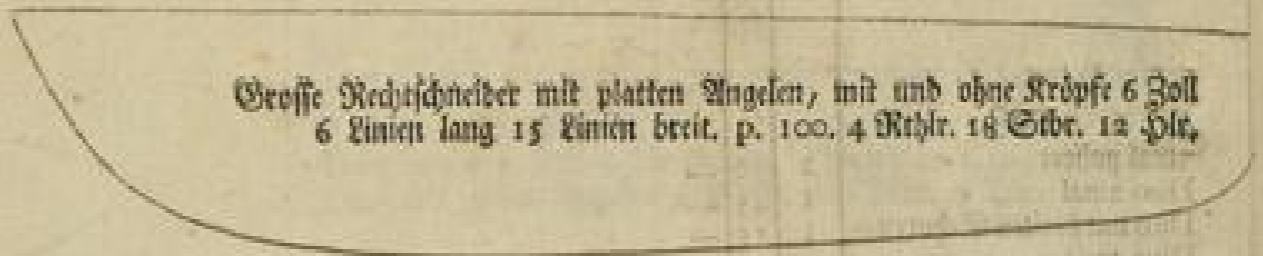 Grosse Rechtschneider mit platten Angelen, mit und ohne Kröpfe 6 Zoll
6 Linien lang 15 Linien breit. p. 100. 4 Rthlr. 18 Stbr. 12 Hlr.